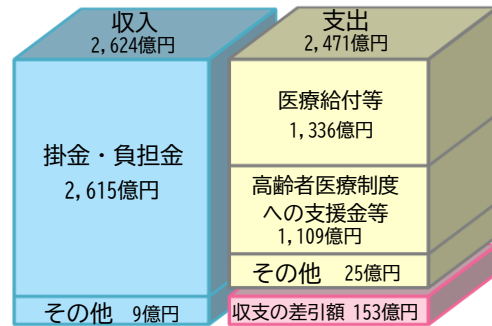 収入
2,624億円
掛金・負担金
2,615億円
その他 9億円
支出
2,471億円
医療給付等
1,336億円
高齢者医療制度
への支援金等
1,109億円
その他 25億円
収支の差引額 153億円